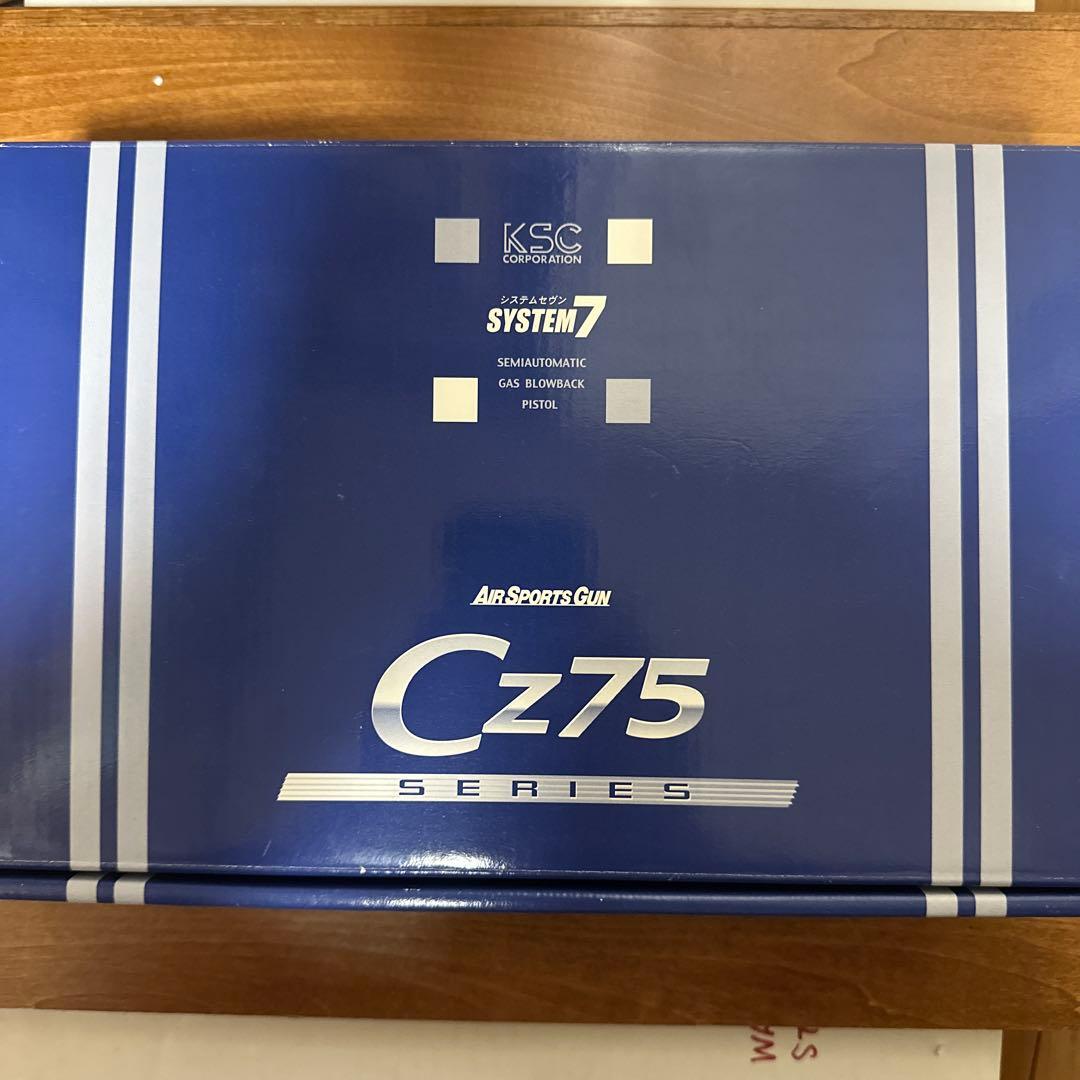 KSC
CORPORATION
システムセヴン
SYSTEM7
SEMIAUTOMATIC
GAS BLOWBACK
PISTOL
AIR SPORTS GUN
Cz75
SERIES